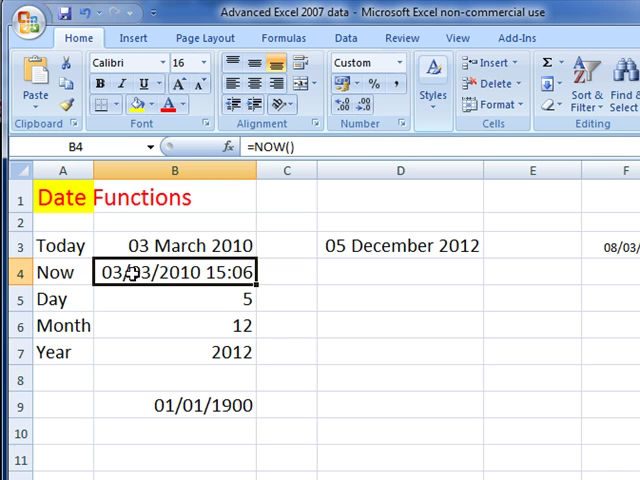 Advanced Excel 2007 data - Microsoft Excel non-commercial use
Home Insert Page Layout Formulas Data Review View Add-Ins
Calibri 16 Custom Insert
Paste B I U % , Styles Delete Sort & Find &
A Format Filter Select
Clipboard Font Alignment Number Cells Editing
B4 fx =NOW()
A B C D E F
1 Date Functions
2
3 Today 03 March 2010 05 December 2012 08/03/
4 Now 03/03/2010 15:06
5 Day 5
6 Month 12
7 Year 2012
8
9 01/01/1900
10
11